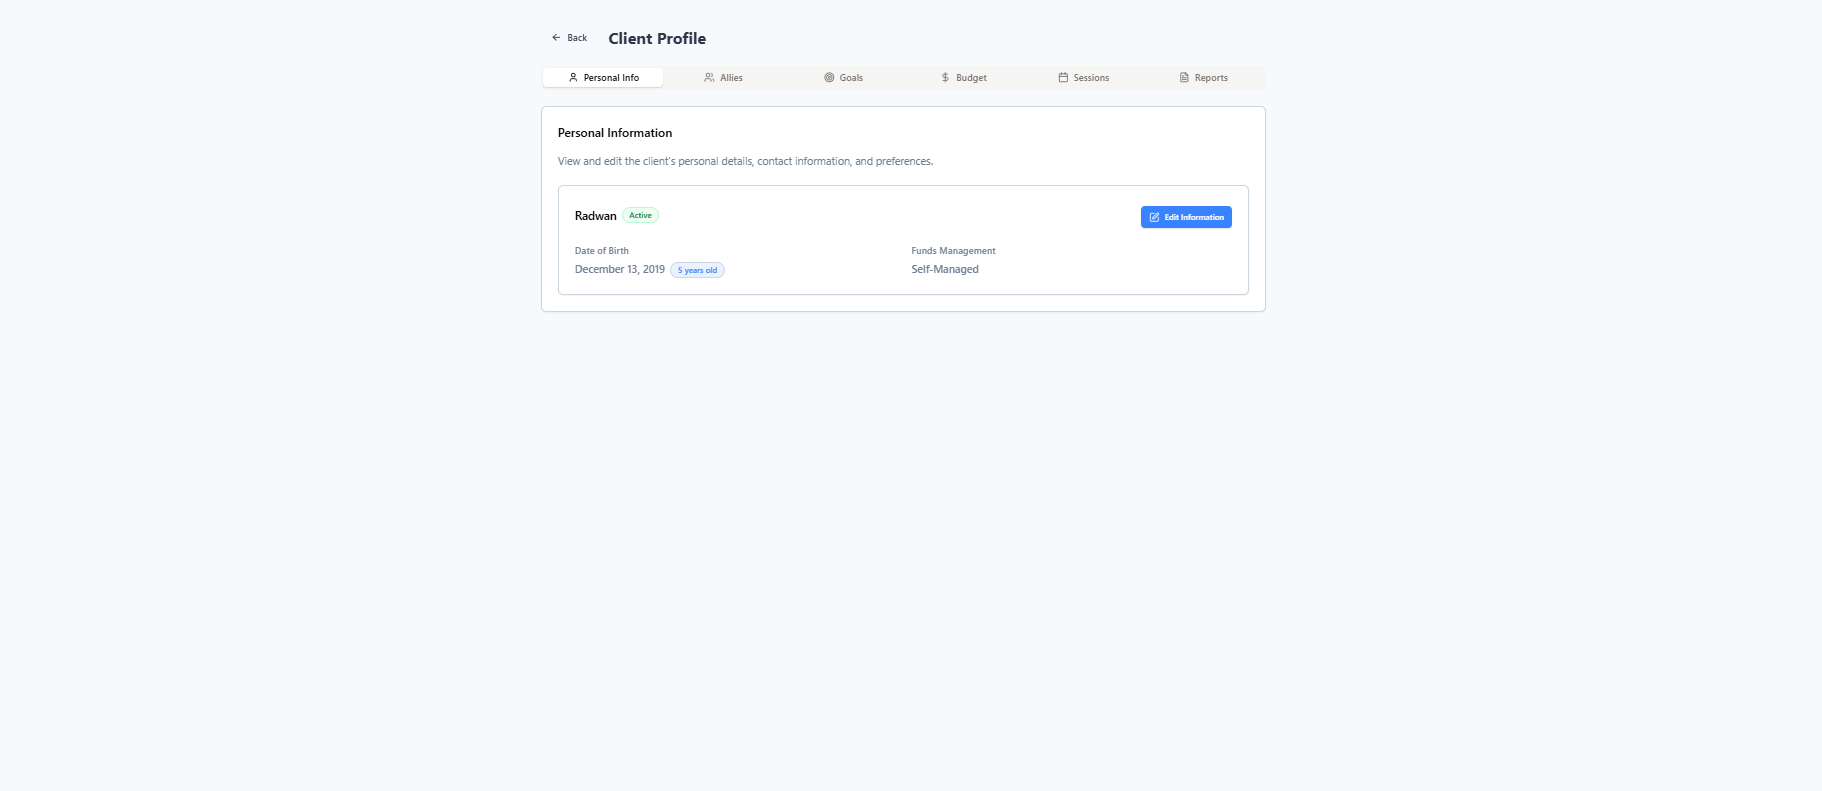 Back
Client Profile
Personal Info
Allies
Goals
Budget
Sessions
Reports
Personal Information
View and edit the client's personal details, contact information, and preferences.
Radwan
Active
Edit Information
Date of Birth
December 13, 2019
5 years old
Funds Management
Self-Managed